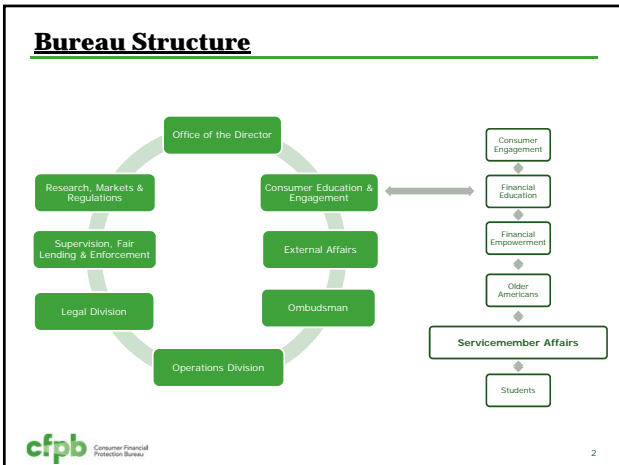 Bureau Structure
Office of the Director
Research, Markets &
Regulations
Consumer Education &
Engagement
Supervision, Fair
Lending & Enforcement
External Affairs
Legal Division
Ombudsman
Operations Division
Consumer
Engagement
Financial
Education
Financial
Empowerment
Older
Americans
Servicemember Affairs
Students
cfpb
Consumer Financial
Protection Bureau
2